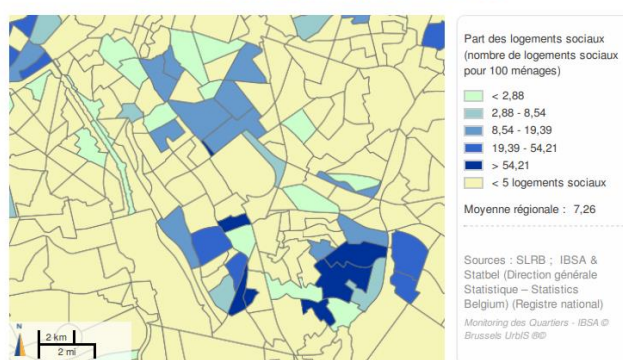 Part des logements sociaux
(nombre de logements sociaux
pour 100 ménages)
< 2,88
2,88 - 8,54
8,54 - 19,39
19,39 - 54,21
> 54,21
< 5 logements sociaux
Moyenne régionale : 7,26
Sources : SLRB ; IBSA &
Statbel (Direction générale
Statistique – Statistics
Belgium) (Registre national)
Monitoring des Quartiers - IBSA ©
Brussels UrbIS ®©
N
2 km
2 mi